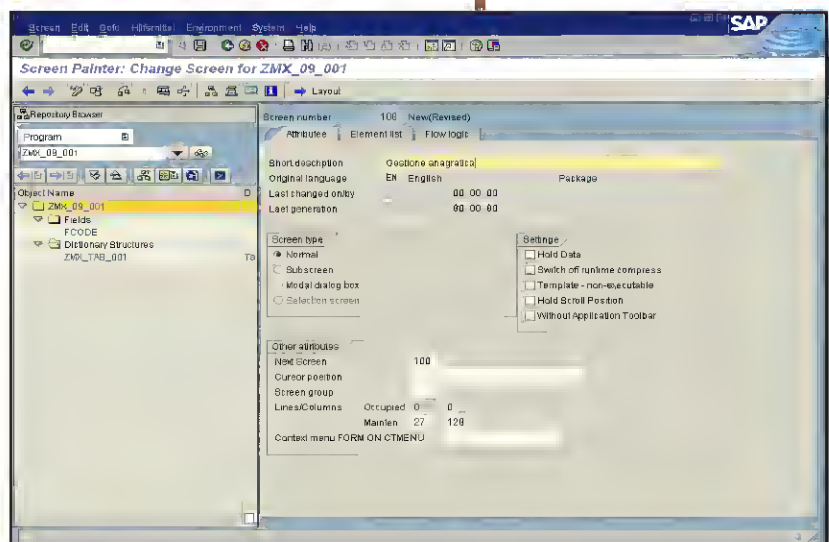 Screen Edit Goto Hilfsmittel Environment System Help
SAP
Screen Painter: Change Screen for ZMX_09_001
Layout
Repository Browser
Program
ZMX_09_001
Object Name D
ZMX_09_001
Fields
FCODE
Dictionary Structures
ZMX_TAB_001 Ta
Screen number 100 New(Revised)
Attributes Element list Flow logic
Short description Gestione anagrafica
Original language EN English Package
Last changed on/by 00 00 00
Last generation 00 00 00
Screen type
Normal
Subscreen
Modal dialog box
Selection screen
Settings
Hold Data
Switch off runtime compress
Template - non-executable
Hold Scroll Position
Without Application Toolbar
Other attributes
Next Screen 100
Cursor position
Screen group
Lines/Columns Occupied 0 0
Mainten 27 120
Context menu FORM ON CTMENU